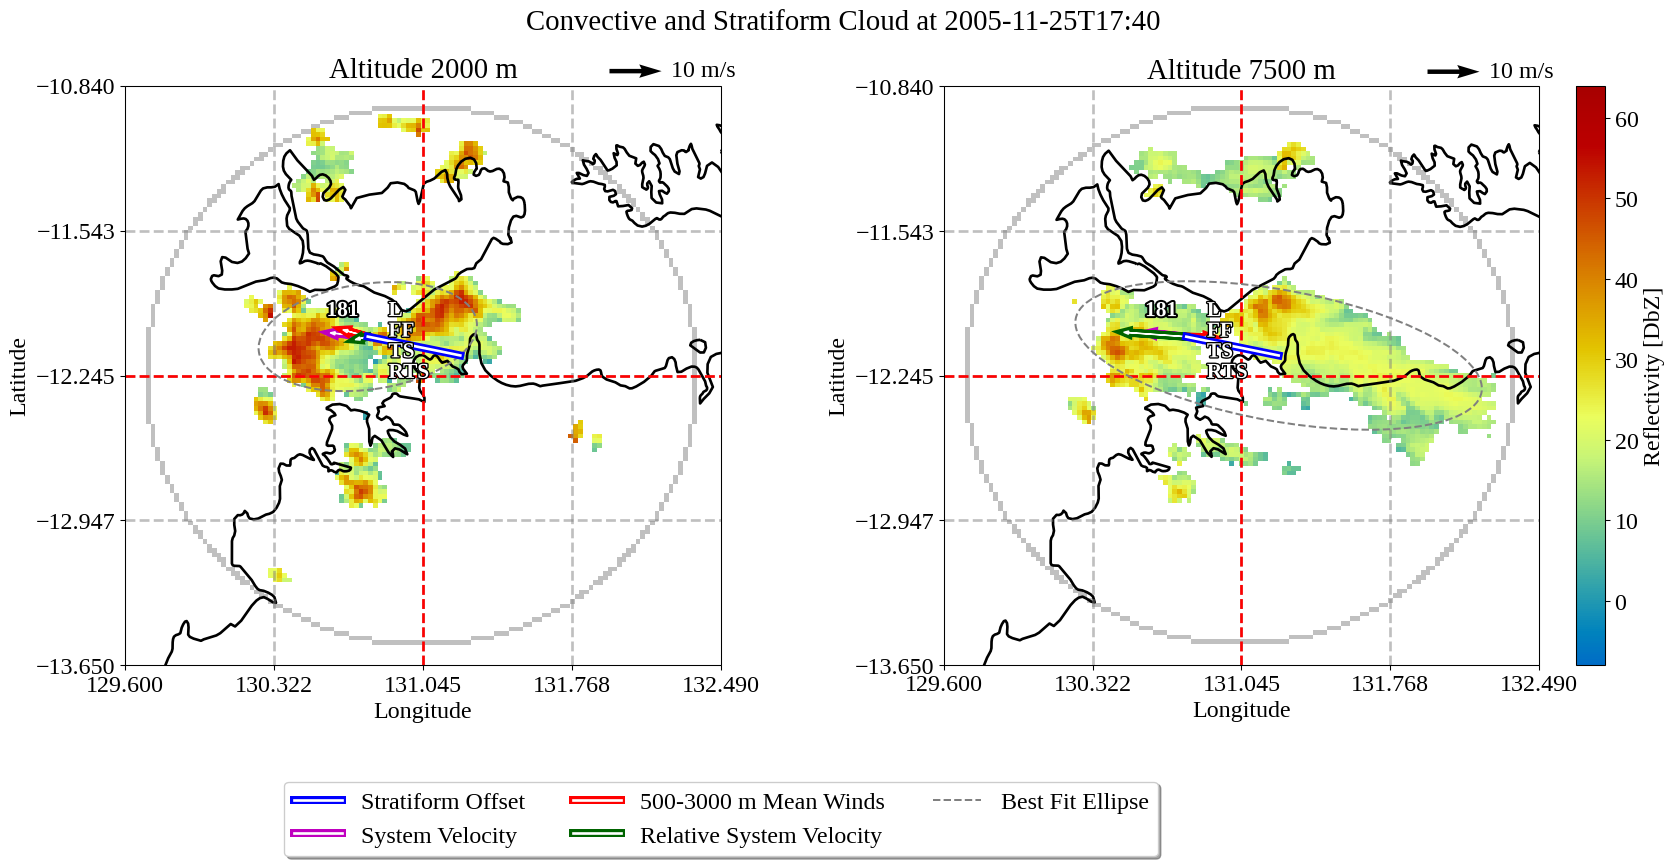 Convective and Stratiform Cloud at 2005-11-25T17:40
Altitude 2000 m
10 m/s
Altitude 7500 m
10 m/s
−10.840
−11.543
−12.245
−12.947
−13.650
Latitude
129.600
130.322
131.045
131.768
132.490
Longitude
181
L
FF
TS
RTS
−10.840
−11.543
−12.245
−12.947
−13.650
Latitude
129.600
130.322
131.045
131.768
132.490
Longitude
181
L
FF
TS
RTS
60
50
40
30
20
10
0
Reflectivity [DbZ]
Stratiform Offset
System Velocity
500-3000 m Mean Winds
Relative System Velocity
Best Fit Ellipse